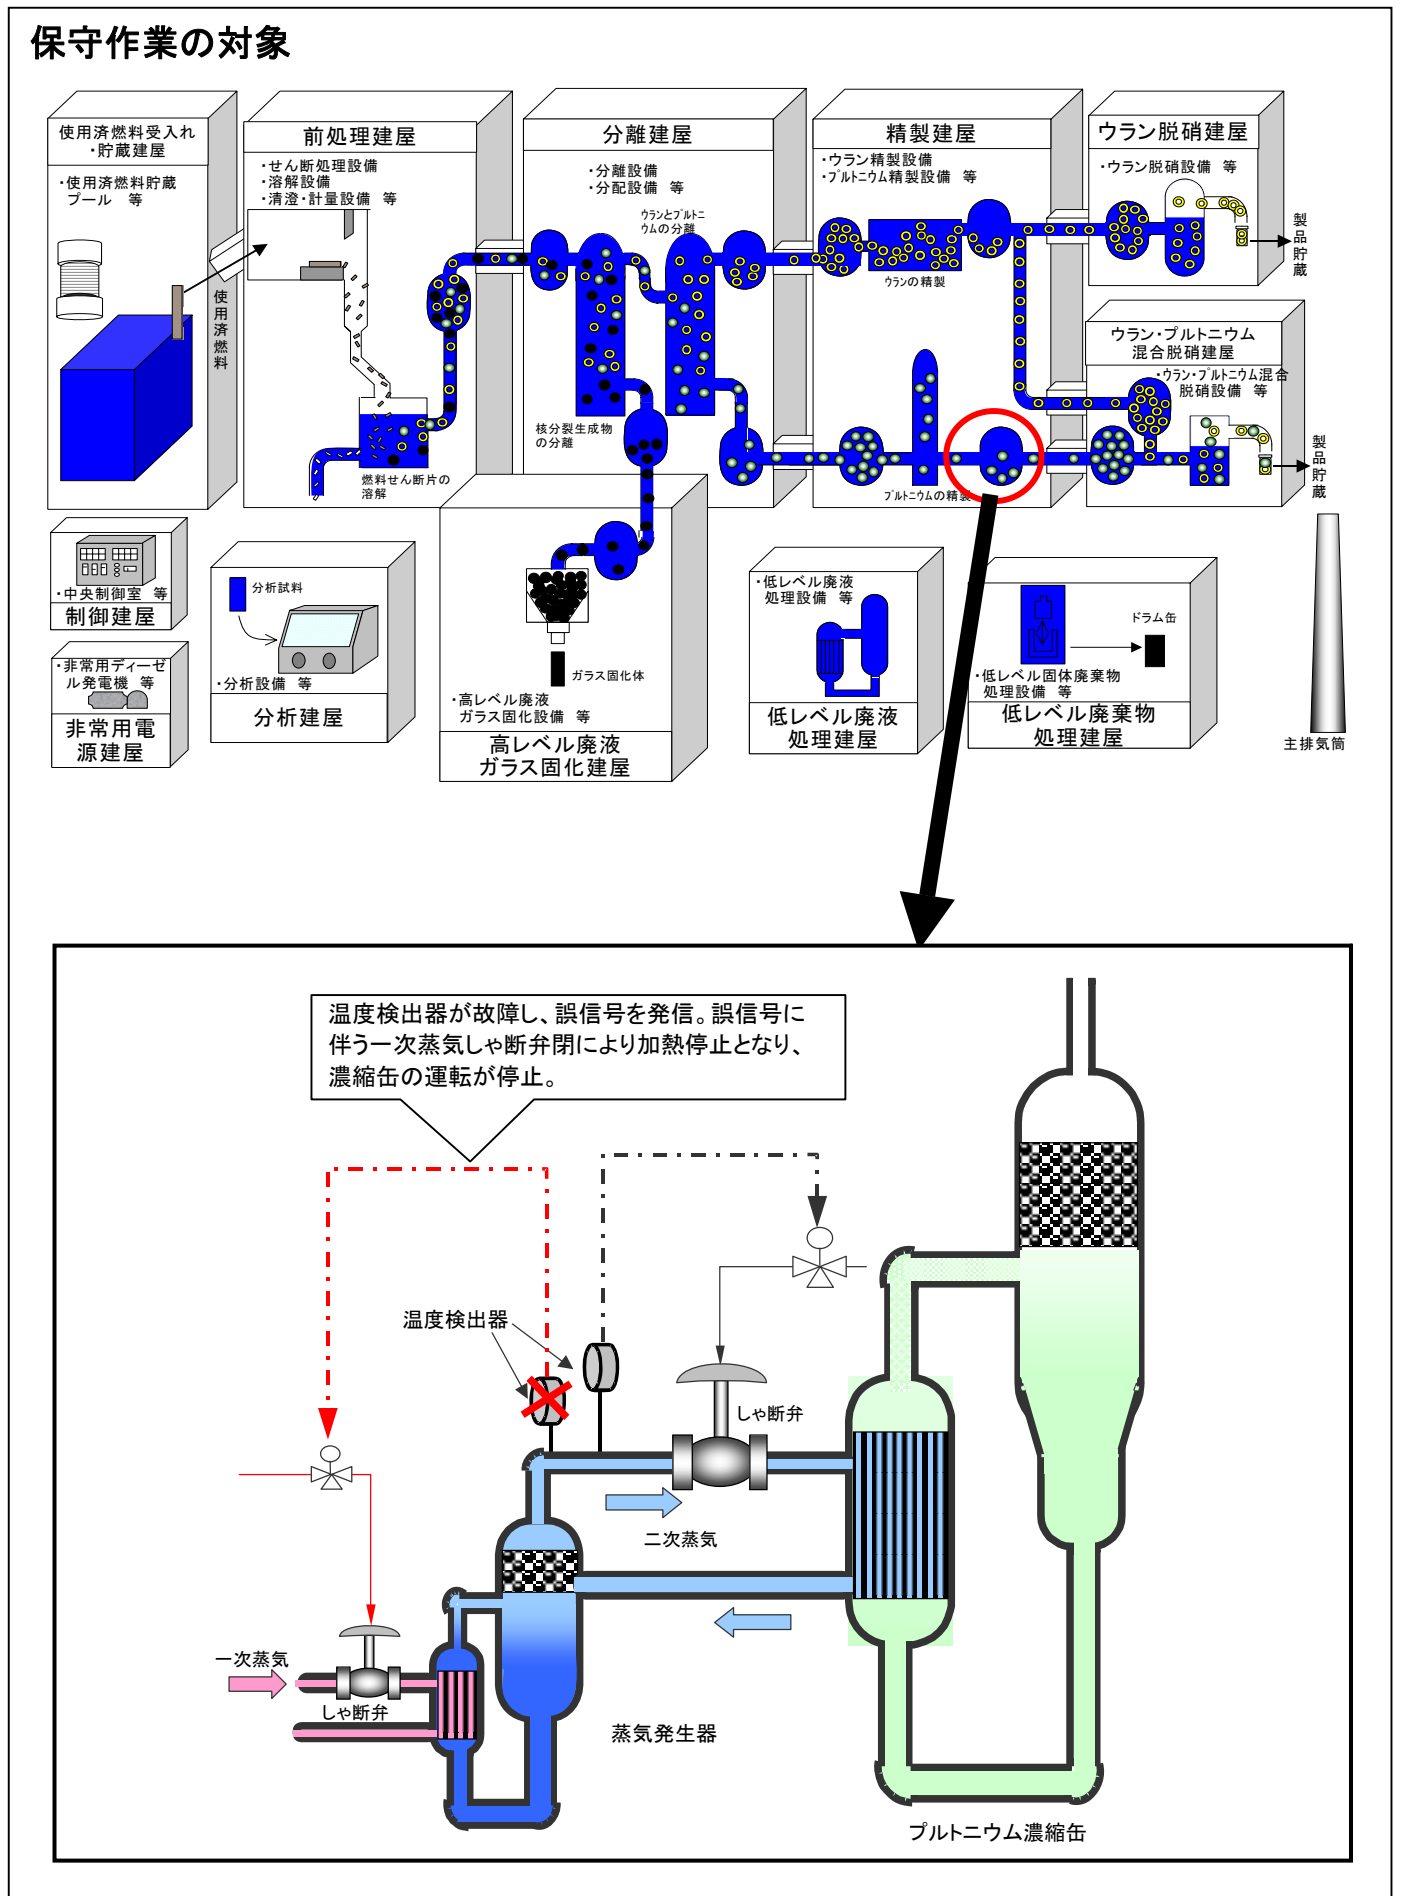 保守作業の対象
使用済燃料受入れ
・貯蔵建屋
・使用済燃料貯蔵
プール　等
使用済燃料
前処理建屋
・せん断処理設備
・溶解設備
・清澄・計量設備　等
燃料せん断片の
溶解
分離建屋
・分離設備
・分配設備　等
ウランとプルトニ
ウムの分離
核分裂生成物
の分離
精製建屋
・ウラン精製設備
・プルトニウム精製設備　等
ウランの精製
プルトニウムの精製
ウラン脱硝建屋
・ウラン脱硝設備　等
製品貯蔵
ウラン・プルトニウム
混合脱硝建屋
・ウラン・プルトニウム混合
脱硝設備　等
製品貯蔵
・中央制御室　等
制御建屋
・非常用ディーゼ
ル発電機　等
非常用電
源建屋
分析試料
・分析設備　等
分析建屋
ガラス固化体
・高レベル廃液
ガラス固化設備　等
高レベル廃液
ガラス固化建屋
・低レベル廃液
処理設備　等
低レベル廃液
処理建屋
ドラム缶
・低レベル固体廃棄物
処理設備　等
低レベル廃棄物
処理建屋
主排気筒
温度検出器が故障し、誤信号を発信。誤信号に
伴う一次蒸気しゃ断弁閉により加熱停止となり、
濃縮缶の運転が停止。
温度検出器
しゃ断弁
二次蒸気
一次蒸気
しゃ断弁
蒸気発生器
プルトニウム濃縮缶